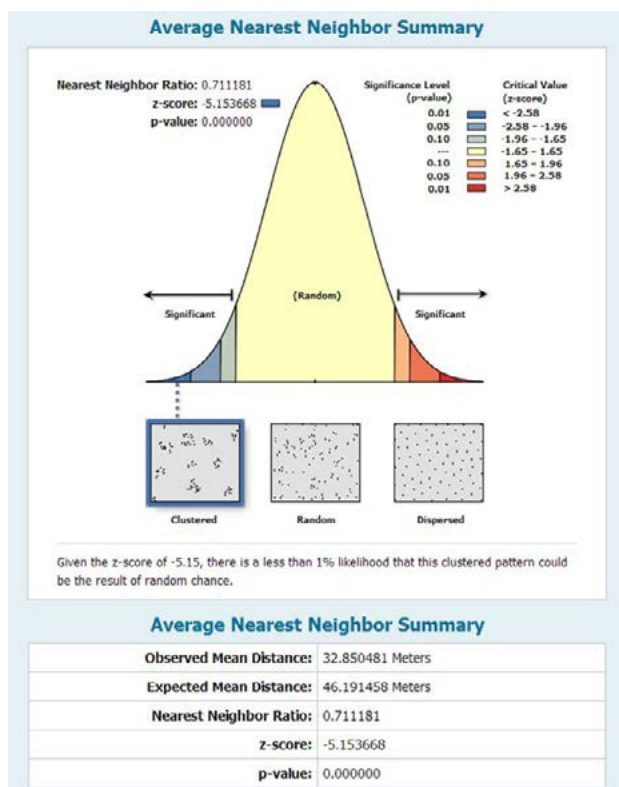 Average Nearest Neighbor Summary
Nearest Neighbor Ratio: 0.711181
z-score: -5.153668
p-value: 0.000000
Significance Level Critical Value
(p-value) (z-score)
0.01 < -2.58
0.05 -2.58 - -1.96
0.10 -1.96 - -1.65
--- -1.65 - 1.65
0.10 1.65 - 1.96
0.05 1.96 - 2.58
0.01 > 2.58
(Random)
Significant Significant
Clustered Random Dispersed
Given the z-score of -5.15, there is a less than 1% likelihood that this clustered pattern could
be the result of random chance.
Average Nearest Neighbor Summary
Observed Mean Distance: 32.850481 Meters
Expected Mean Distance: 46.191458 Meters
Nearest Neighbor Ratio: 0.711181
z-score: -5.153668
p-value: 0.000000